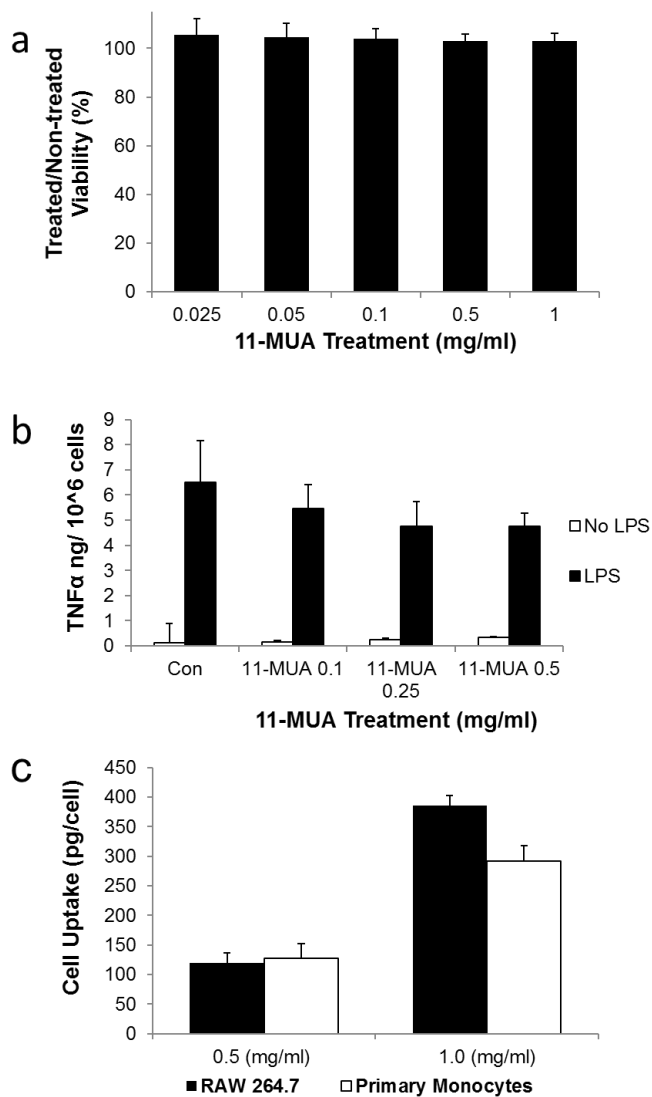 a
Treated/Non-treated
Viability (%)
120
100
80
60
40
20
0
0.025 0.05 0.1 0.5 1
11-MUA Treatment (mg/ml)
b
TNFα ng/ 10^6 cells
9
8
7
6
5
4
3
2
1
0
No LPS
LPS
Con 11-MUA 0.1 11-MUA 0.25 11-MUA 0.5
11-MUA Treatment (mg/ml)
c
Cell Uptake (pg/cell)
450
400
350
300
250
200
150
100
50
0
0.5 (mg/ml) 1.0 (mg/ml)
RAW 264.7 Primary Monocytes